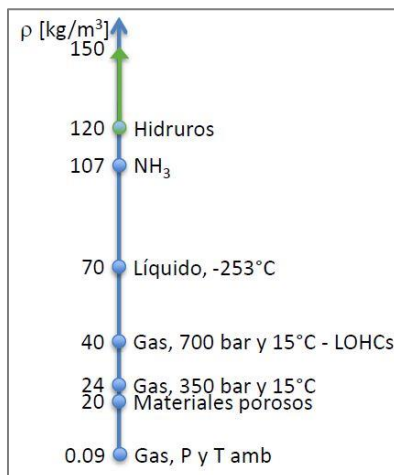 ρ [kg/m³]
150
120 Hidruros
107 NH₃
70 Líquido, -253°C
40 Gas, 700 bar y 15°C - LOHCs
24 Gas, 350 bar y 15°C
20 Materiales porosos
0.09 Gas, P y T amb